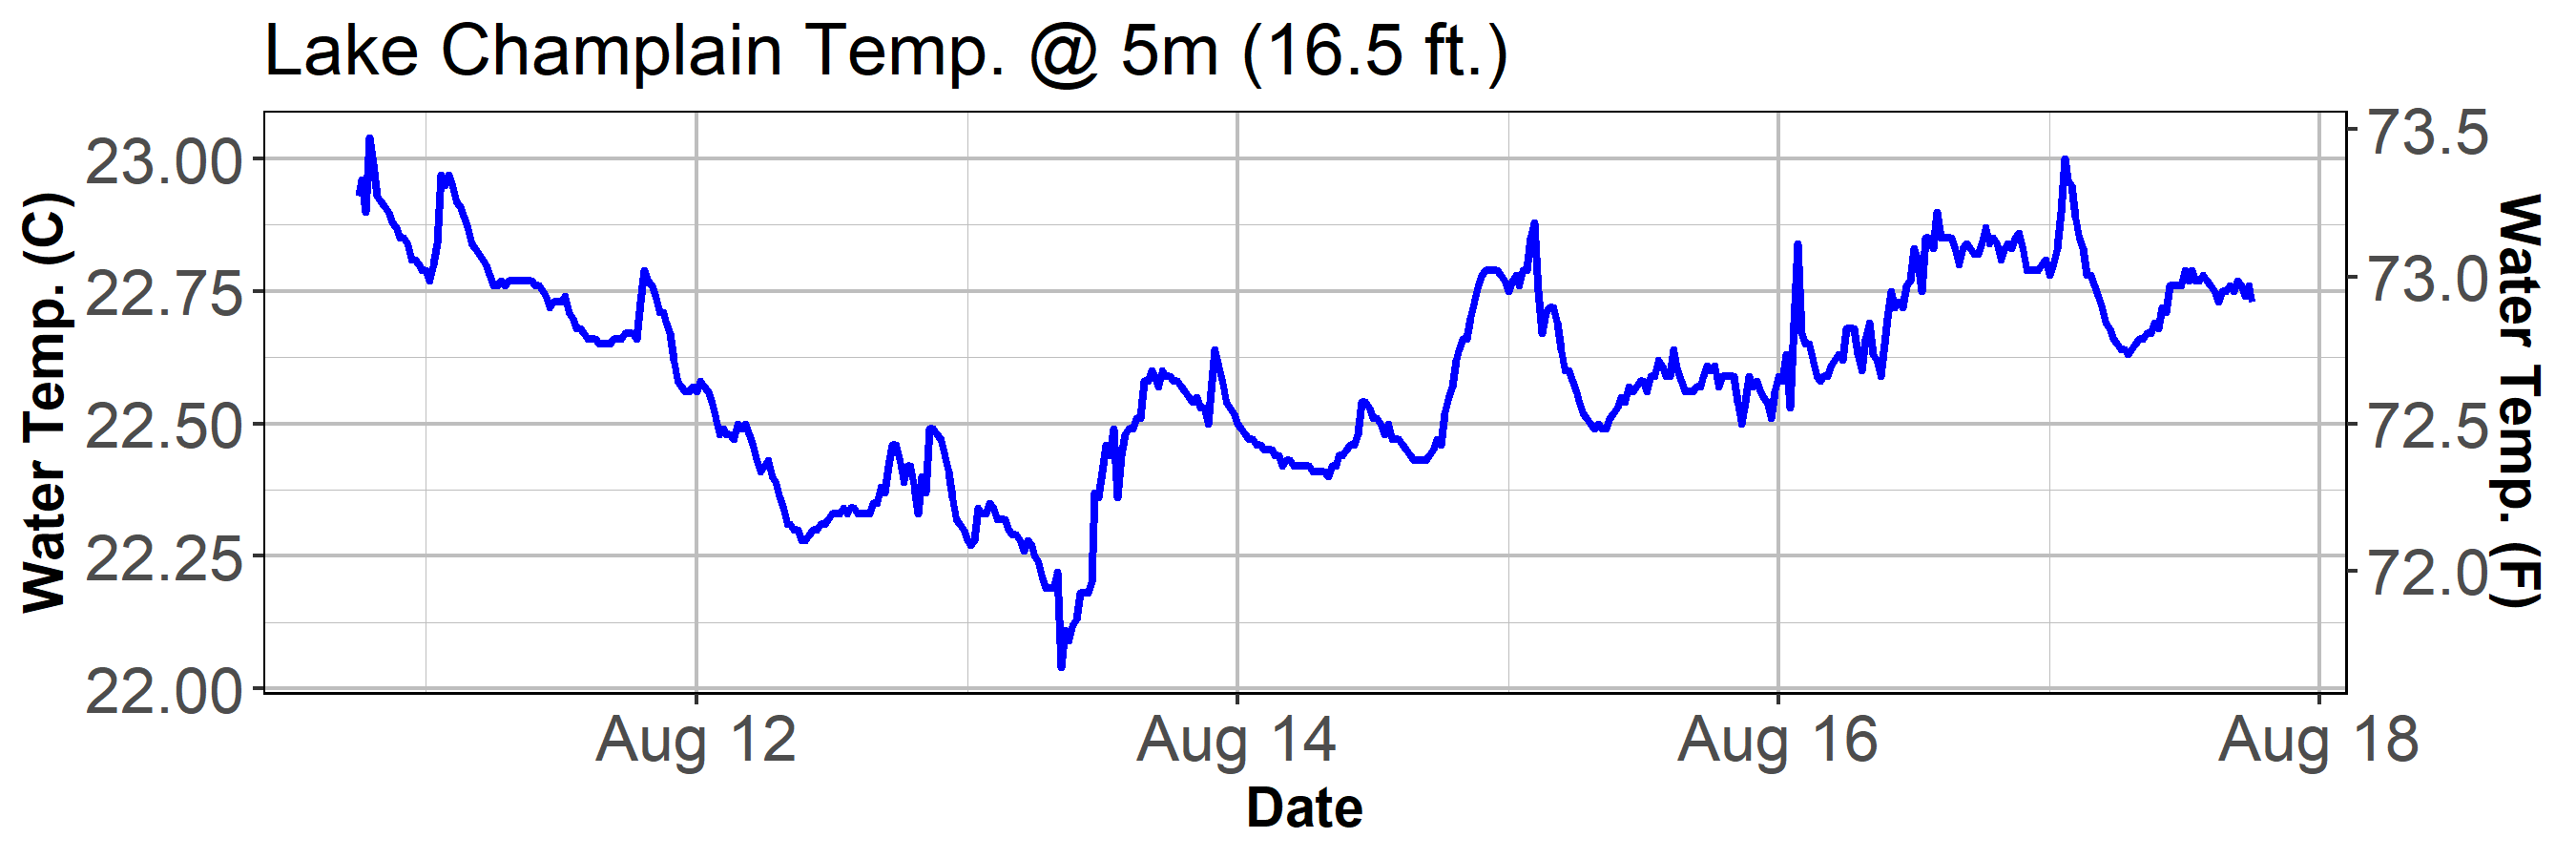 Lake Champlain Temp. @ 5m (16.5 ft.)
Water Temp. (C)
23.00
22.75
22.50
22.25
22.00
73.5
73.0
72.5
72.0
Water Temp. (F)
Aug 12 Aug 14 Aug 16 Aug 18
Date